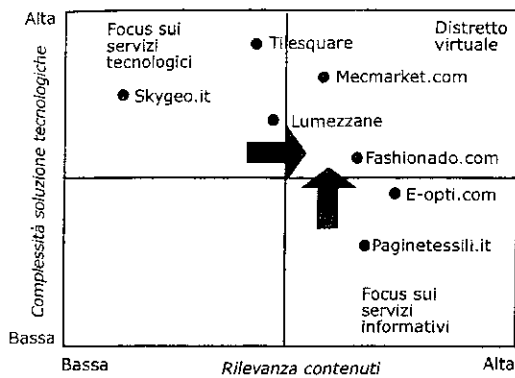 Alta
Focus sui
servizi
tecnologici
Tilesquare
Distretto
virtuale
Mecmarket.com
Skygeo.it
Lumezzane
Fashionado.com
E-opti.com
Paginetessili.it
Focus sui
servizi
informativi
Complessità soluzione tecnologiche
Bassa
Bassa
Rilevanza contenuti
Alta